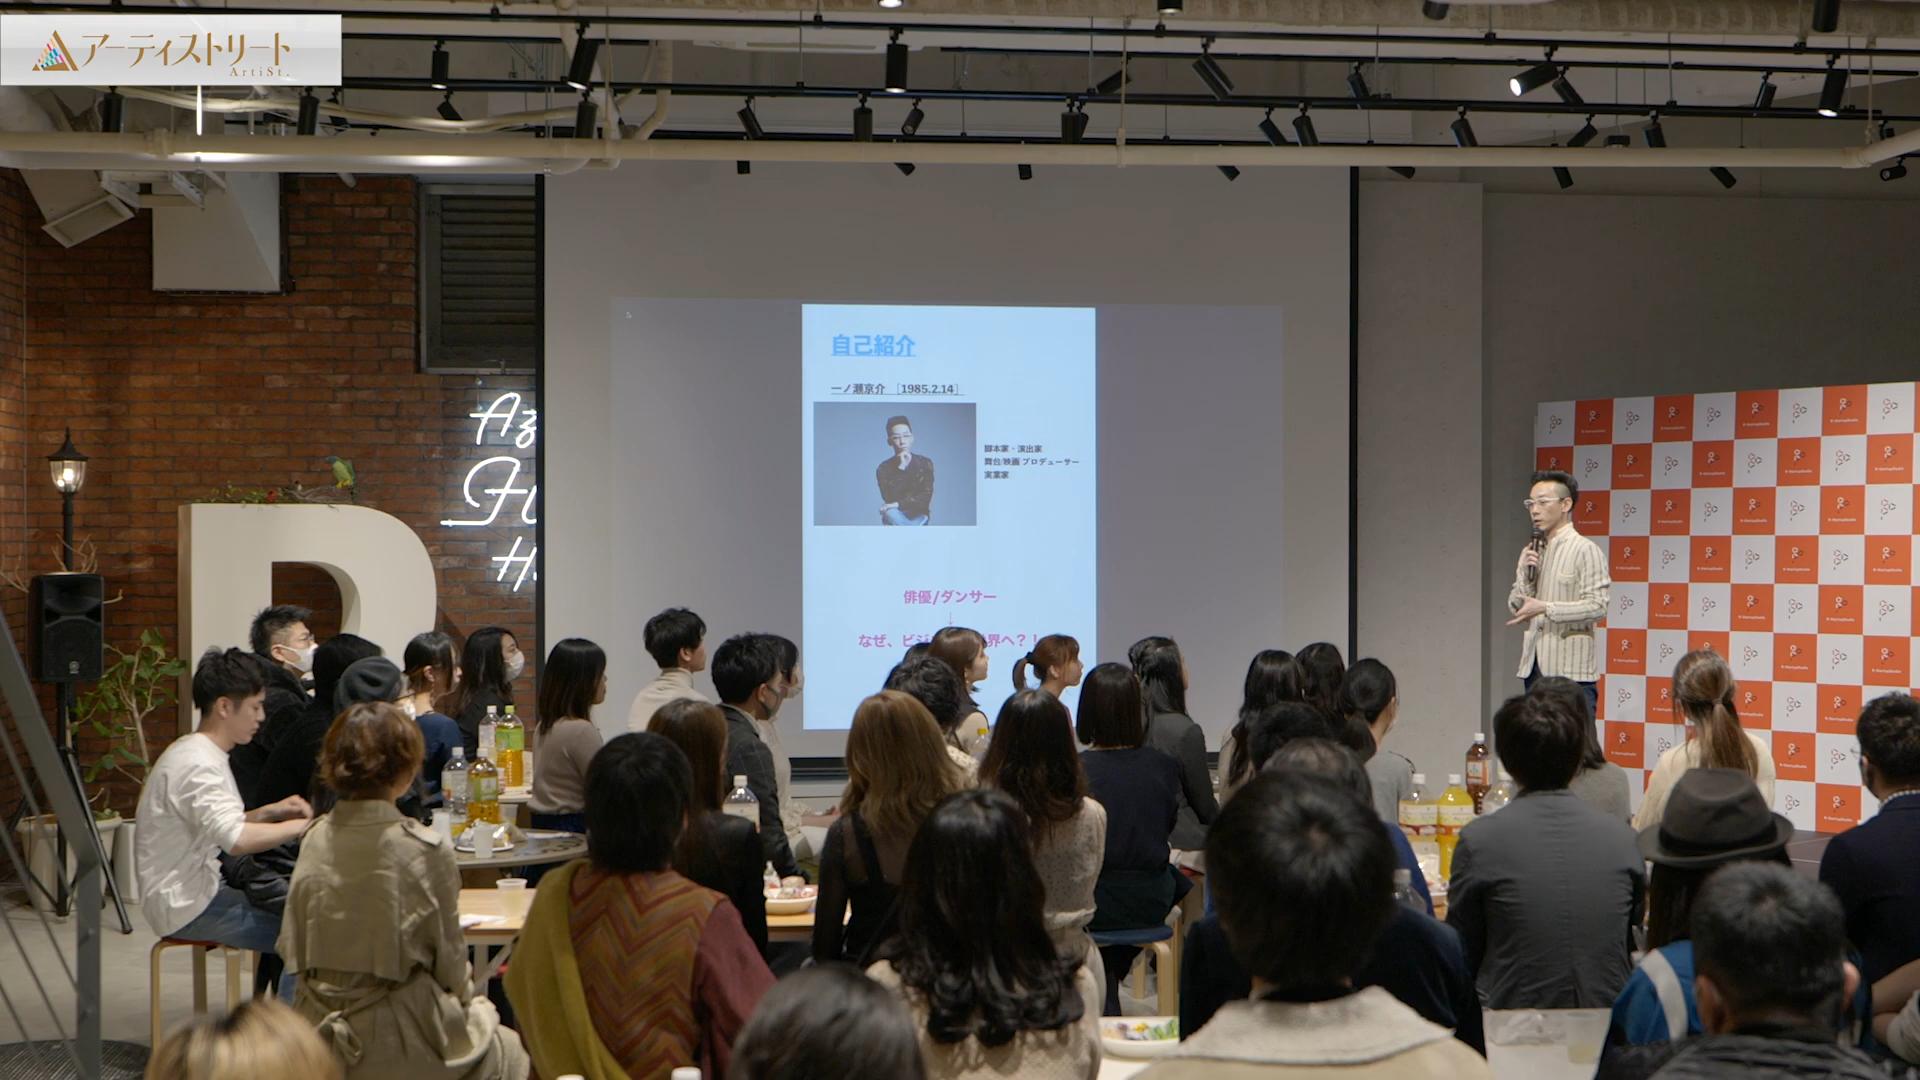 アーティストリート
ArtiSt.
自己紹介
一ノ瀬京介 [1985.2.14]
脚本家・演出家
舞台/映画 プロデューサー
実業家
俳優/ダンサー
↓
なぜ、ビジ 界へ?!